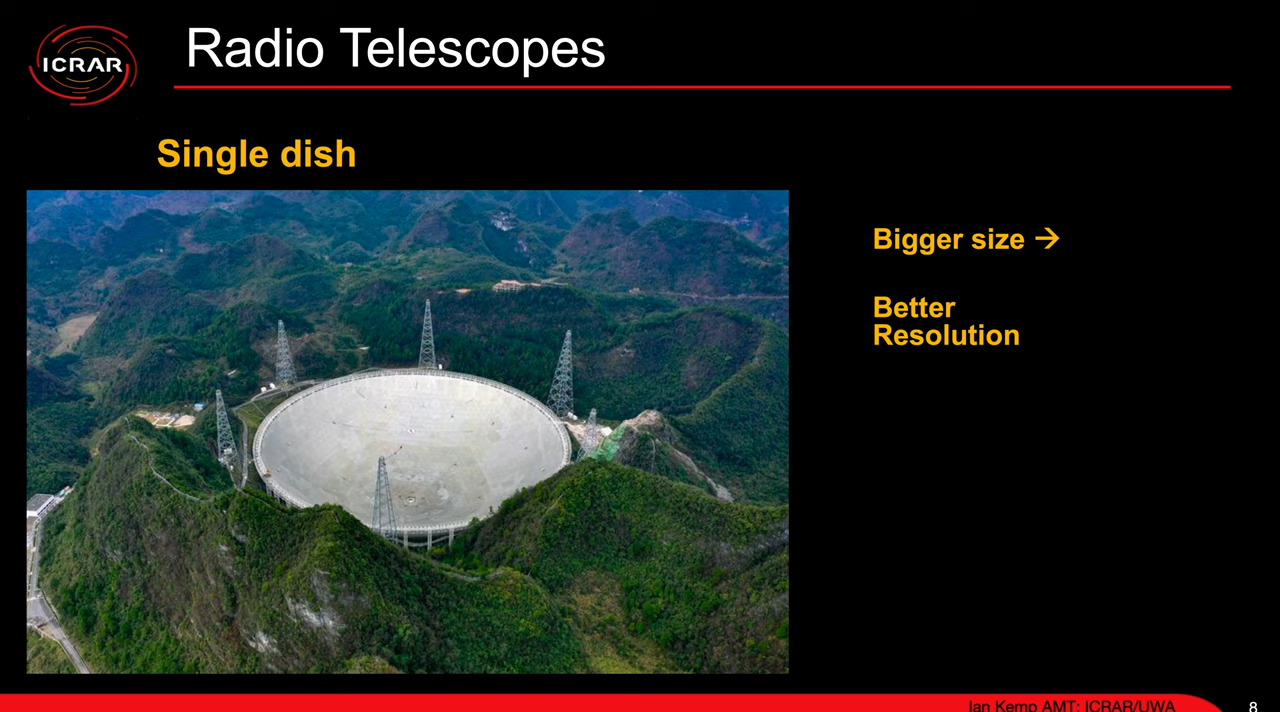 ICRAR
Radio Telescopes
Single dish
Bigger size →
Better
Resolution
Ian Kemp AMT: ICRAR/UWA
8